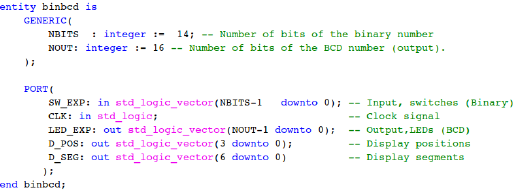 entity binbcd is
GENERIC(
NBITS : integer := 14; -- Number of bits of the binary number
NOUT: integer := 16 -- Number of bits of the BCD number (output).
);
PORT(
SW_EXP: in std_logic_vector(NBITS-1 downto 0); -- Input, switches (Binary)
CLK: in std_logic; -- Clock signal
LED_EXP: out std_logic_vector(NOUT-1 downto 0); -- Output,LEDs (BCD)
D_POS: out std_logic_vector(3 downto 0); -- Display positions
D_SEG: out std_logic_vector(6 downto 0) -- Display segments
);
end binbcd;